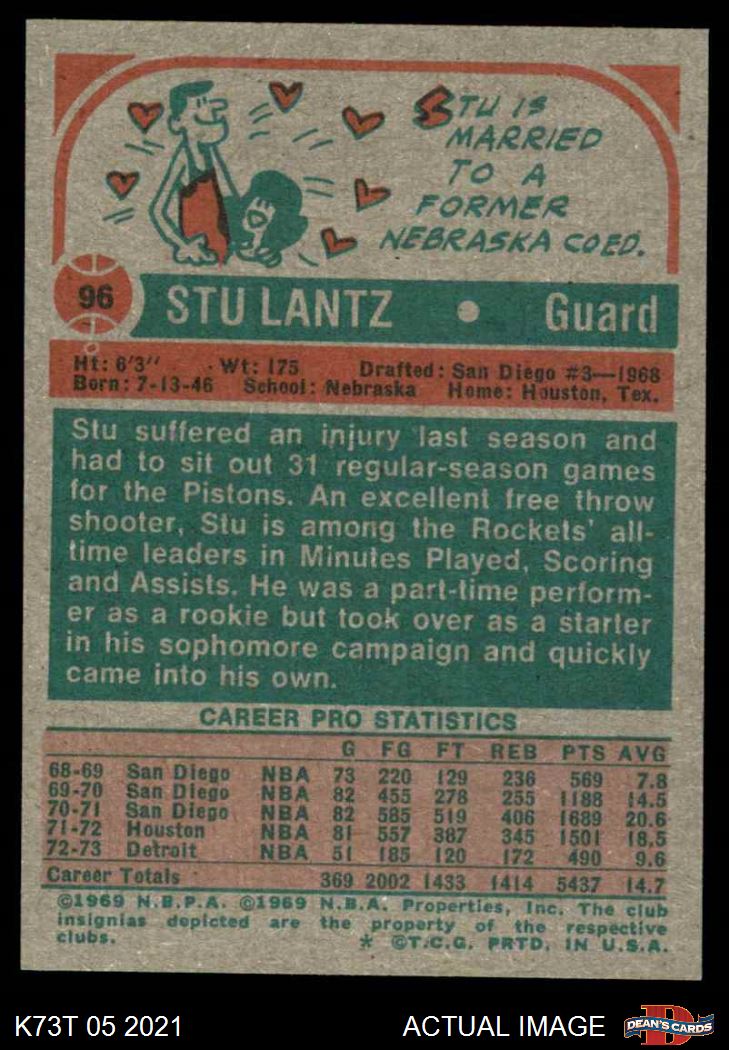 STU IS
MARRIED
TO A
FORMER
NEBRASKA COED.
96
STU LANTZ • Guard
Ht: 6'3" Wt: 175 Drafted: San Diego #3—1968
Born: 7-13-46 School: Nebraska Home: Houston, Tex.
Stu suffered an injury last season and
had to sit out 31 regular-season games
for the Pistons. An excellent free throw
shooter, Stu is among the Rockets' all-
time leaders in Minutes Played, Scoring
and Assists. He was a part-time perform-
er as a rookie but took over as a starter
in his sophomore campaign and quickly
came into his own.
CAREER PRO STATISTICS
G FG FT REB PTS AVG
68-69 San Diego NBA 73 220 129 236 569 7.8
69-70 San Diego NBA 82 455 278 255 1188 14.5
70-71 San Diego NBA 82 585 519 406 1689 20.6
71-72 Houston NBA 81 557 387 345 1501 18.5
72-73 Detroit NBA 51 185 120 172 490 9.6
Career Totals 369 2002 1433 1414 5437 14.7
©1969 N.B.P.A. ©1969 N.B.A. Properties, Inc. The club
insignias depicted are the property of the respective
clubs. * ©T.C.G. PRTD. IN U.S.A.
K73T 05 2021 ACTUAL IMAGE
D
DEAN'S CARDS